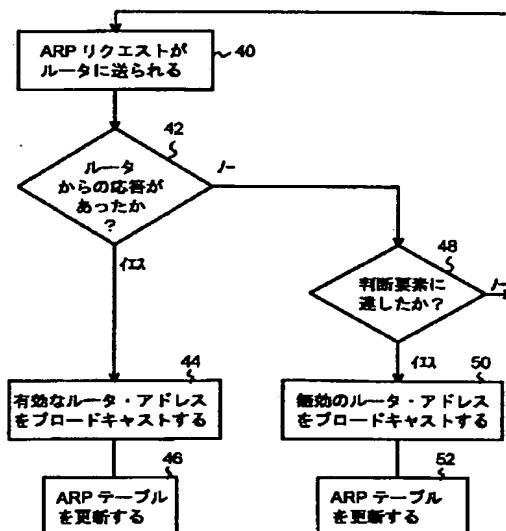 ARP リクエストが
ルータに送られる
40
42
ルータ
からの応答が
あったか
?
ノー
イエス
48
判断要素に
達したか?
ノー
イエス
44
有効なルータ・アドレス
をブロードキャストする
50
無効のルータ・アドレス
をブロードキャストする
46
ARP テーブル
を更新する
52
ARP テーブル
を更新する